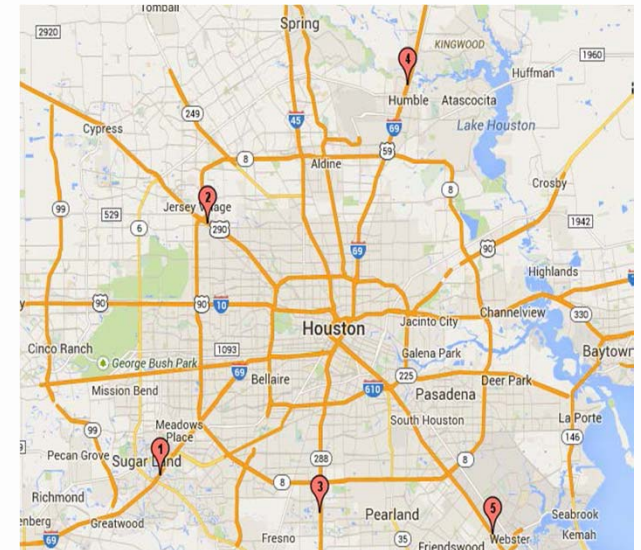 Tomball
Spring
2920
KINGWOOD
4
1960
Huffman
Humble
Atascocita
249
45
69
Lake Houston
Cypress
59
8
Aldine
8
Crosby
2
99
Jersey Village
529
6
290
1942
69
90
Highlands
90
90
10
Houston
Jacinto City
Channelview
330
Cinco Ranch
1093
Galena Park
Baytown
George Bush Park
69
Bellaire
610
225
Deer Park
Mission Bend
Pasadena
99
Meadows
Place
South Houston
La Porte
1
146
Pecan Grove
Sugar Land
288
8
8
3
Richmond
5
Pearland
Seabrook
Greatwood
Fresno
35
Webster
Kemah
69
Friendswood